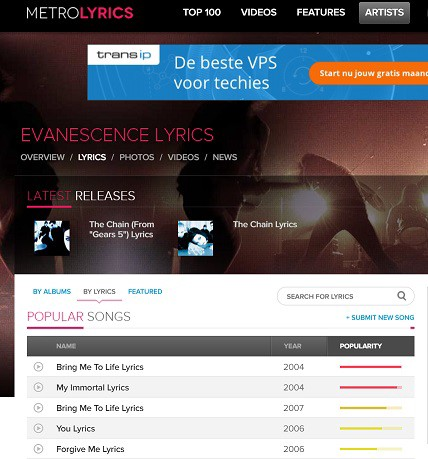 METROLYRICS
TOP 100 VIDEOS FEATURES ARTISTS
transip
De beste VPS
voor techies
Start nu jouw gratis maand
EVANESCENCE LYRICS
OVERVIEW / LYRICS / PHOTOS / VIDEOS / NEWS
LATEST RELEASES
The Chain (From
"Gears 5") Lyrics
The Chain Lyrics
BY ALBUMS BY LYRICS FEATURED
SEARCH FOR LYRICS
POPULAR SONGS
+ SUBMIT NEW SONG
NAME YEAR POPULARITY
Bring Me To Life Lyrics 2004
My Immortal Lyrics 2004
Bring Me To Life Lyrics 2007
You Lyrics 2006
Forgive Me Lyrics 2006